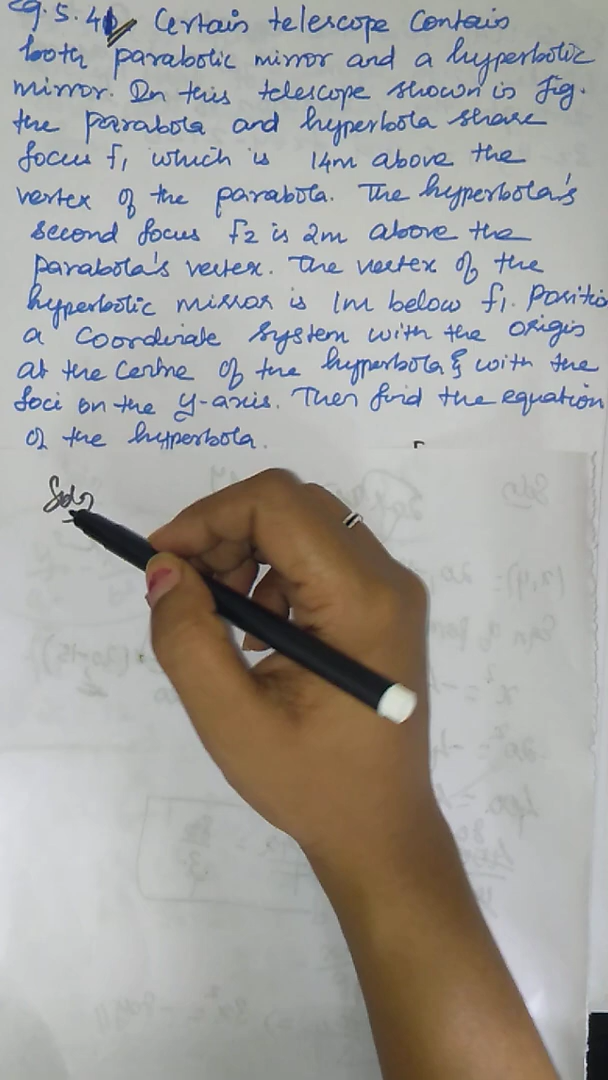 Eg. 5.40 Certain telescope contain
both parabolic mirror and a hyperbolic
mirror. In this telescope shown in fig.
the parabola and hyperbola share
focus F1 which is 14m above the
vertex of the parabola. The hyperbola's
second focus F2 is 2m above the
parabola's vertex. The vertex of the
hyperbolic mirror is 1m below F1. Positio
a coordinate system with the origin
at the centre of the hyperbola & with the
foci on the y-axis. Then find the equation
of the hyperbola.
Soln